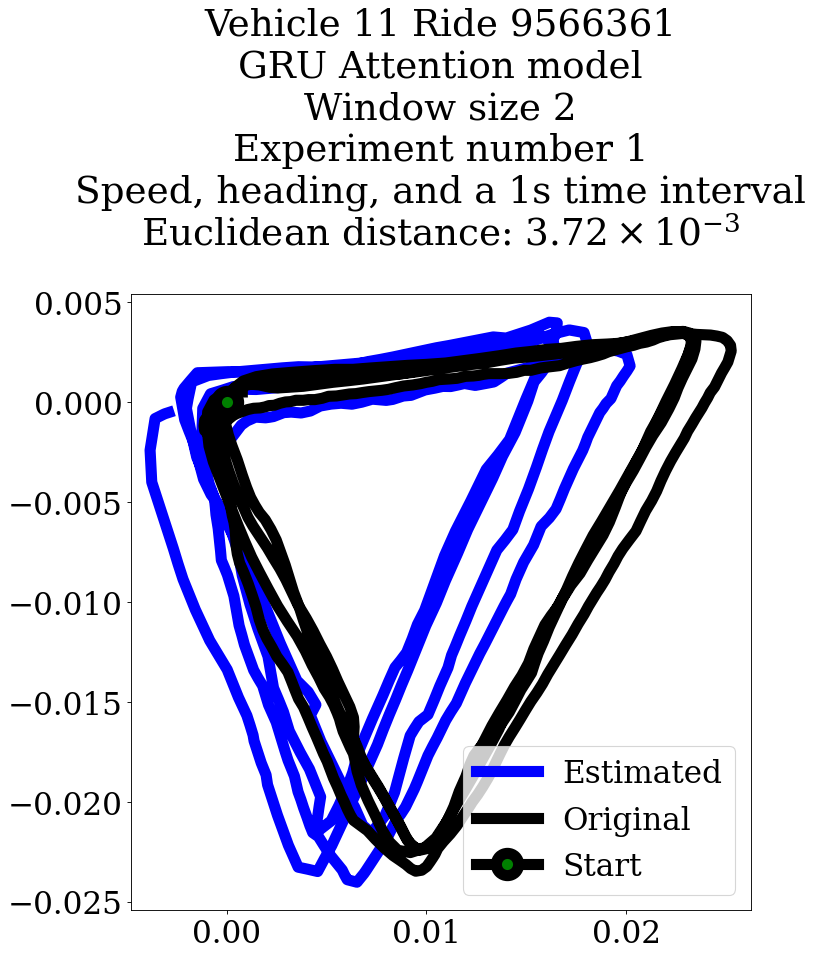 Vehicle 11 Ride 9566361
GRU Attention model
Window size 2
Experiment number 1
Speed, heading, and a 1s time interval
Euclidean distance: 3.72 × 10⁻³
0.005
0.000
−0.005
−0.010
−0.015
−0.020
−0.025
Estimated
Original
Start
0.00 0.01 0.02